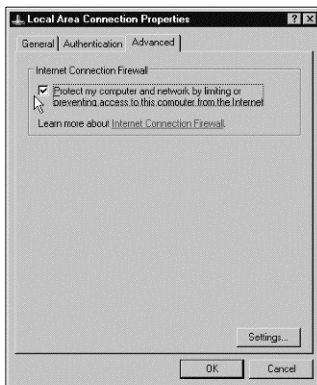 Local Area Connection Properties
General Authentication Advanced
Internet Connection Firewall
Protect my computer and network by limiting or
preventing access to this computer from the Internet
Learn more about Internet Connection Firewall.
Settings...
OK Cancel